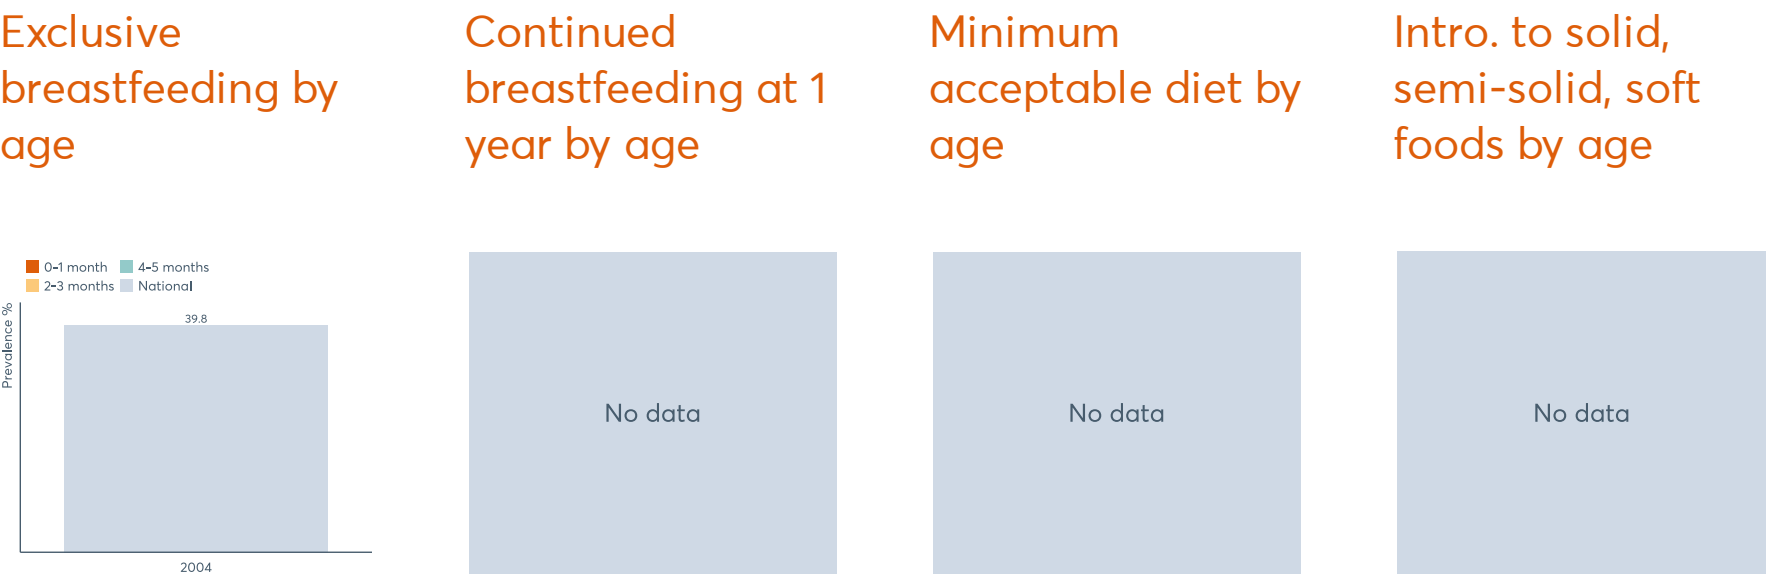 Exclusive
breastfeeding by
age
Continued
breastfeeding at 1
year by age
Minimum
acceptable diet by
age
Intro. to solid,
semi-solid, soft
foods by age
0-1 month
4-5 months
2-3 months
National
Prevalence %
39.8
2004
No data
No data
No data